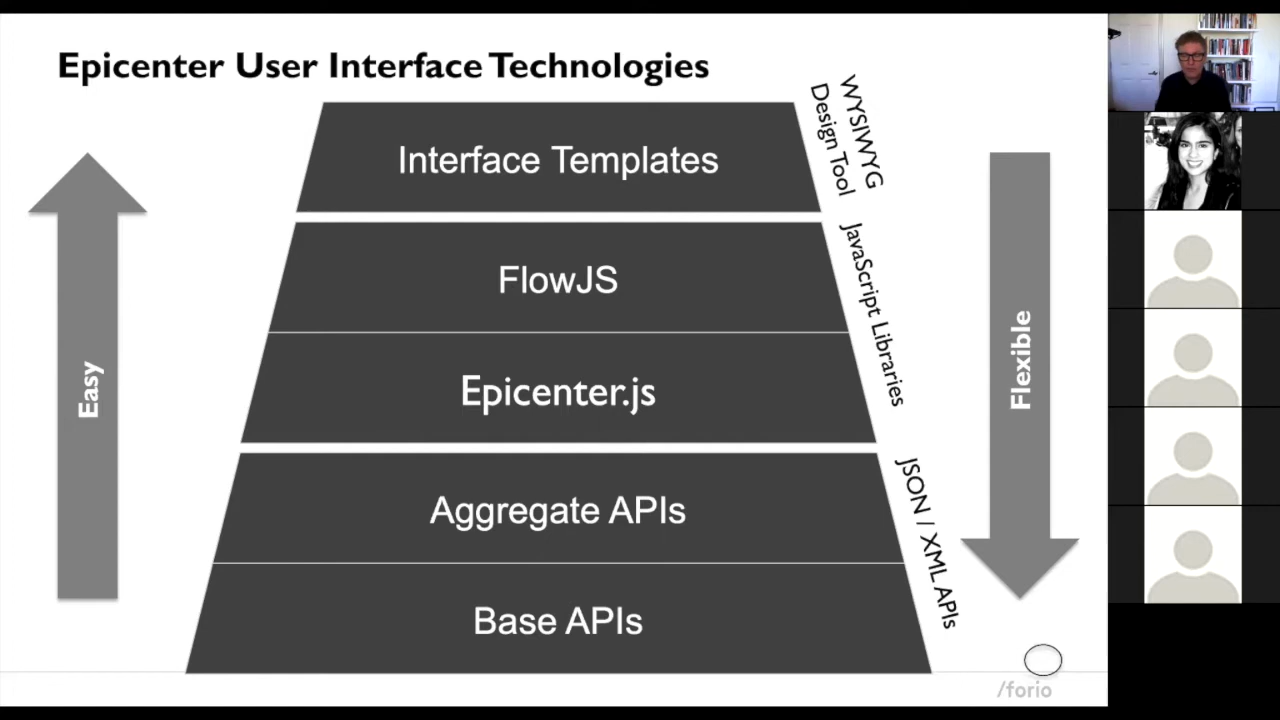 Epicenter User Interface Technologies
Interface Templates
WYSIWYG
Design Tool
FlowJS
Epicenter.js
JavaScript Libraries
Aggregate APIs
Base APIs
JSON / XML APIs
Easy
Flexible
/forio